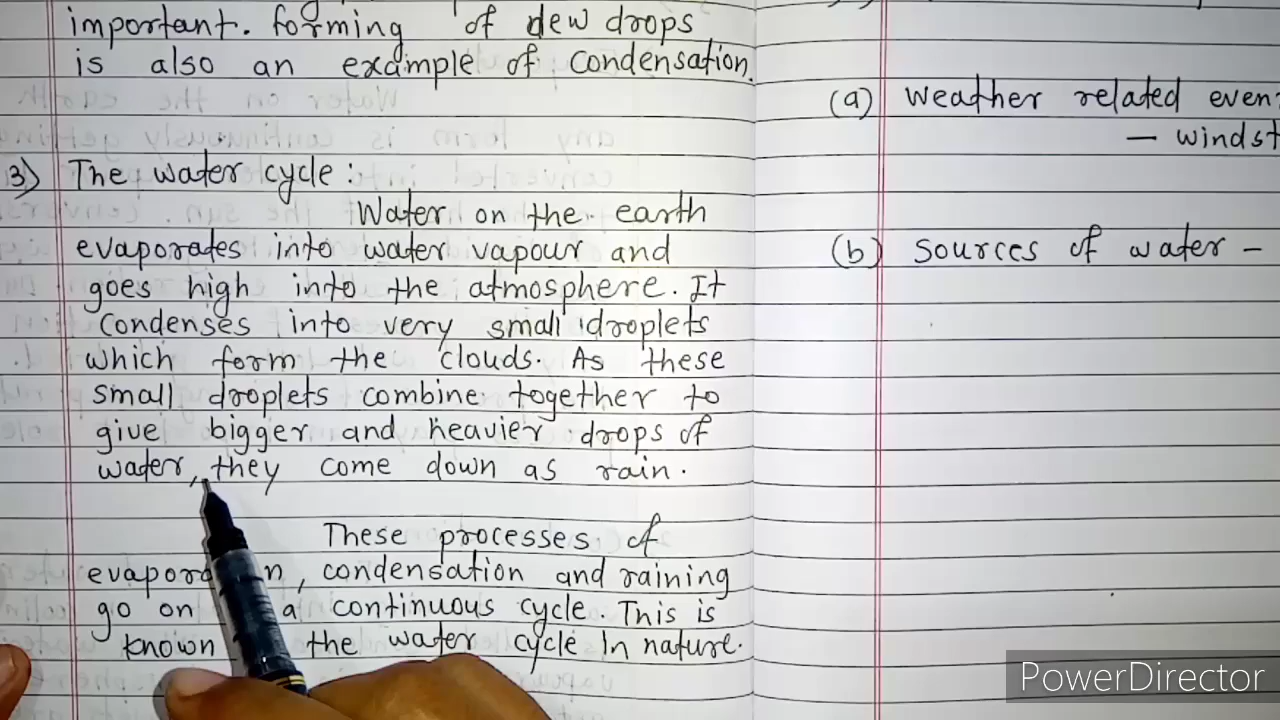 important. forming of dew drops
is also an example of condensation.
3) The water cycle :
Water on the earth
evaporates into water vapour and
goes high into the atmosphere. It
condenses into very small droplets
which form the clouds. As these
small droplets combine together to
give bigger and heavier drops of
water, they come down as rain.
These processes of
condensation and raining
go on a continuous cycle. This is
known the water cycle In nature.
(a) Weather related
—
(b) Sources of water –
PowerDirector